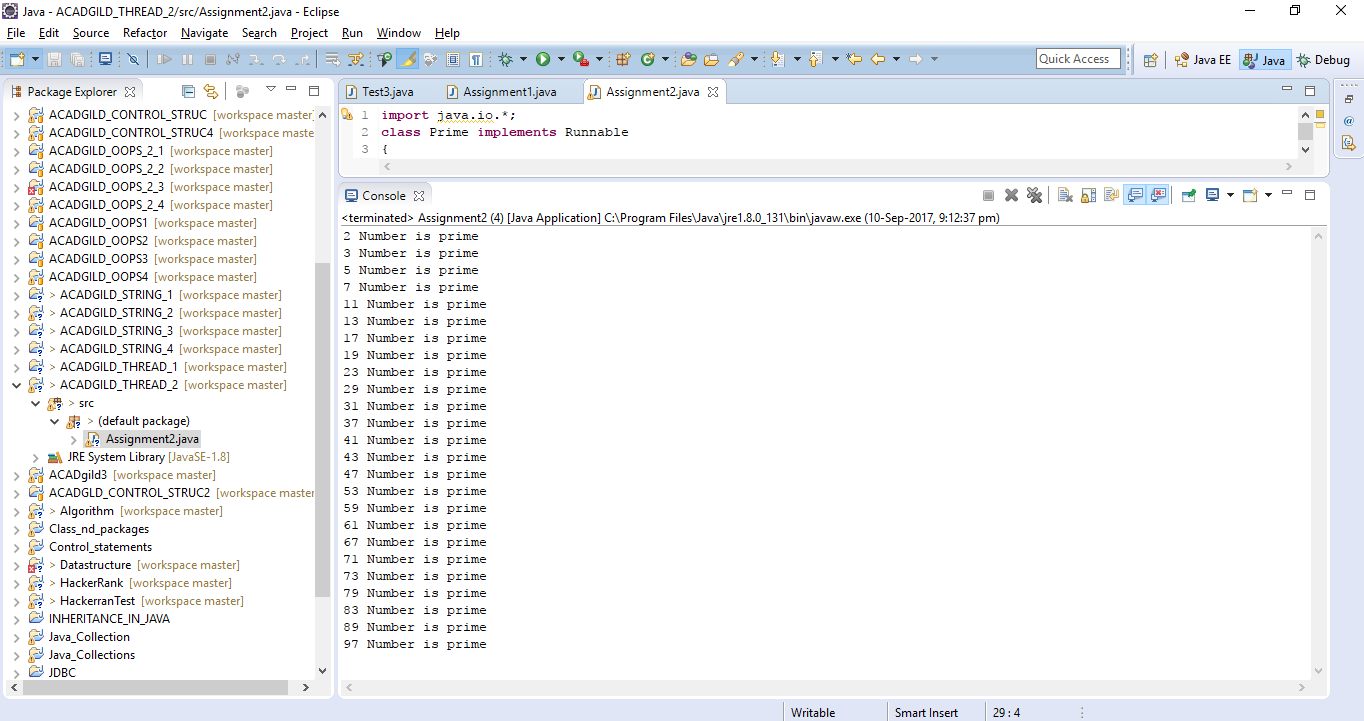 Java - ACADGILD_THREAD_2/src/Assignment2.java - Eclipse
File Edit Source Refactor Navigate Search Project Run Window Help
Quick Access
Java EE
Java
Debug
Package Explorer
ACADGILD_CONTROL_STRUC [workspace master]
ACADGILD_CONTROL_STRUC4 [workspace maste
ACADGILD_OOPS_2_1 [workspace master]
ACADGILD_OOPS_2_2 [workspace master]
ACADGILD_OOPS_2_3 [workspace master]
ACADGILD_OOPS_2_4 [workspace master]
ACADGILD_OOPS1 [workspace master]
ACADGILD_OOPS2 [workspace master]
ACADGILD_OOPS3 [workspace master]
ACADGILD_OOPS4 [workspace master]
> ACADGILD_STRING_1 [workspace master]
> ACADGILD_STRING_2 [workspace master]
> ACADGILD_STRING_3 [workspace master]
> ACADGILD_STRING_4 [workspace master]
> ACADGILD_THREAD_1 [workspace master]
> ACADGILD_THREAD_2 [workspace master]
> src
> (default package)
Assignment2.java
JRE System Library [JavaSE-1.8]
ACADgild3 [workspace master]
ACADGLD_CONTROL_STRUC2 [workspace master
> Algorithm [workspace master]
Class_nd_packages
Control_statements
> Datastructure [workspace master]
> HackerRank [workspace master]
> HackerranTest [workspace master]
INHERITANCE_IN_JAVA
Java_Collection
Java_Collections
JDBC
Test3.java
Assignment1.java
Assignment2.java
1 import java.io.*;
2 class Prime implements Runnable
3 {
Console
<terminated> Assignment2 (4) [Java Application] C:\Program Files\Java\jre1.8.0_131\bin\javaw.exe (10-Sep-2017, 9:12:37 pm)
2 Number is prime
3 Number is prime
5 Number is prime
7 Number is prime
11 Number is prime
13 Number is prime
17 Number is prime
19 Number is prime
23 Number is prime
29 Number is prime
31 Number is prime
37 Number is prime
41 Number is prime
43 Number is prime
47 Number is prime
53 Number is prime
59 Number is prime
61 Number is prime
67 Number is prime
71 Number is prime
73 Number is prime
79 Number is prime
83 Number is prime
89 Number is prime
97 Number is prime
Writable
Smart Insert
29 : 4